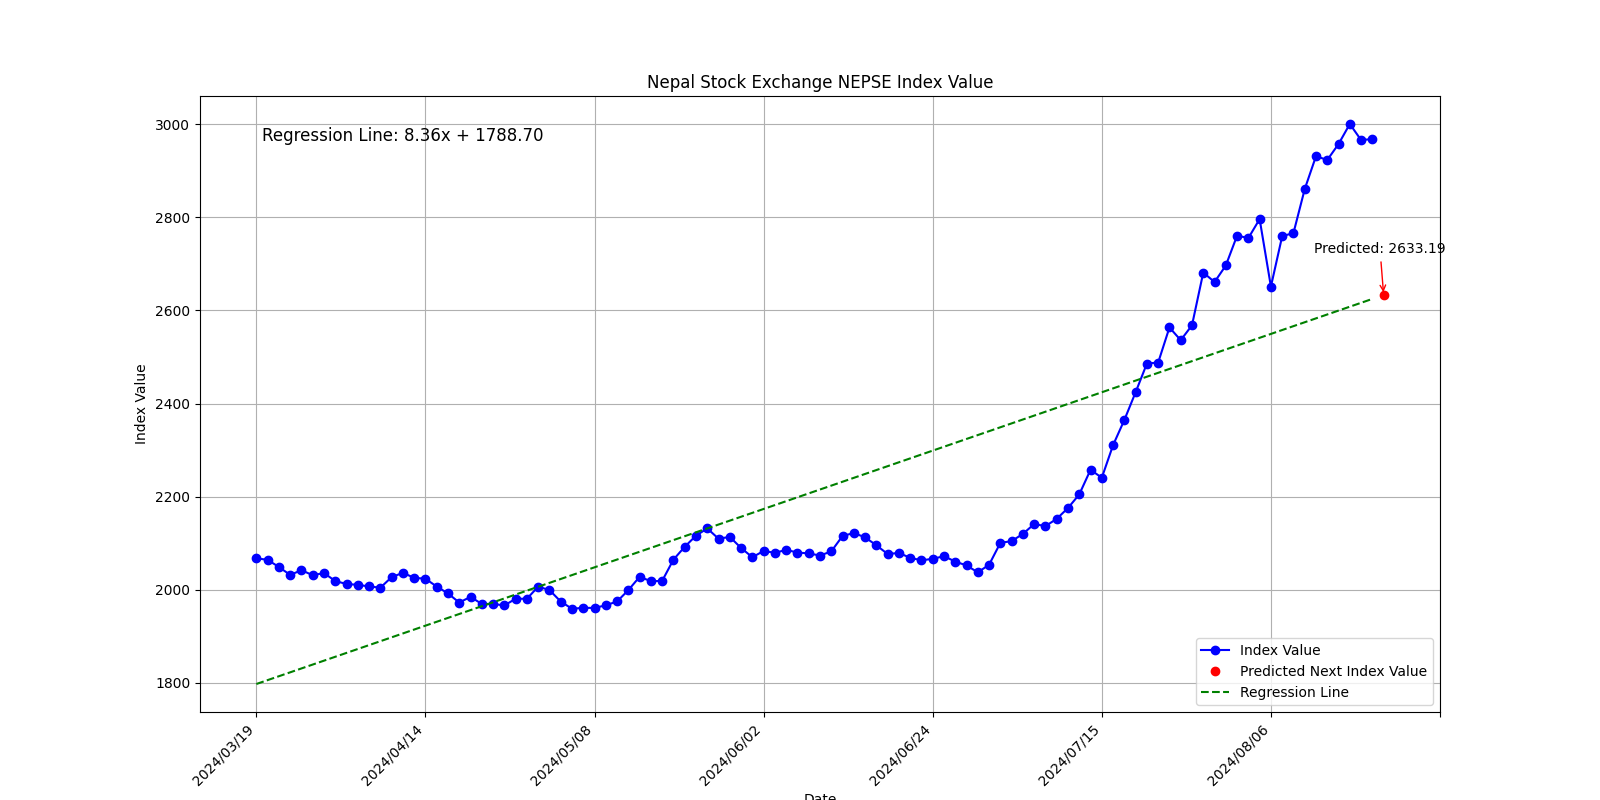 Nepal Stock Exchange NEPSE Index Value
Regression Line: 8.36x + 1788.70
Predicted: 2633.19
3000
2800
2600
2400
2200
2000
1800
Index Value
Index Value
Predicted Next Index Value
Regression Line
2024/03/19
2024/04/14
2024/05/08
2024/06/02
2024/06/24
2024/07/15
2024/08/06
Date